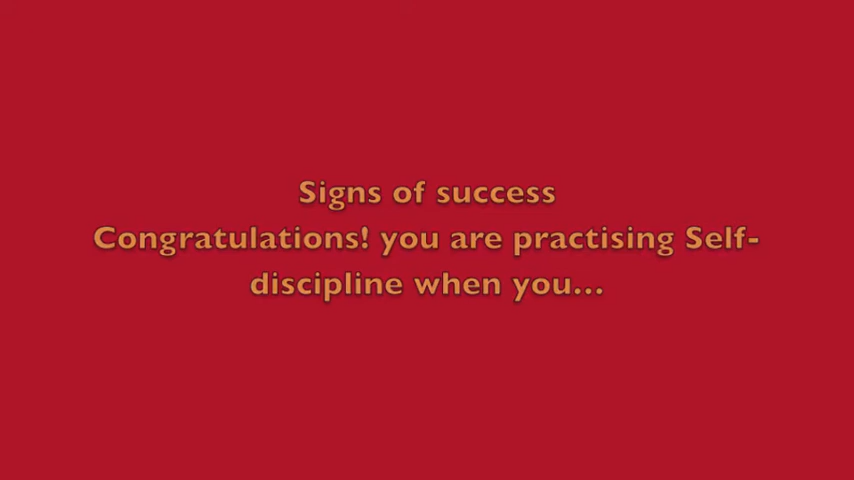 Signs of success
Congratulations! you are practising Self-
discipline when you...